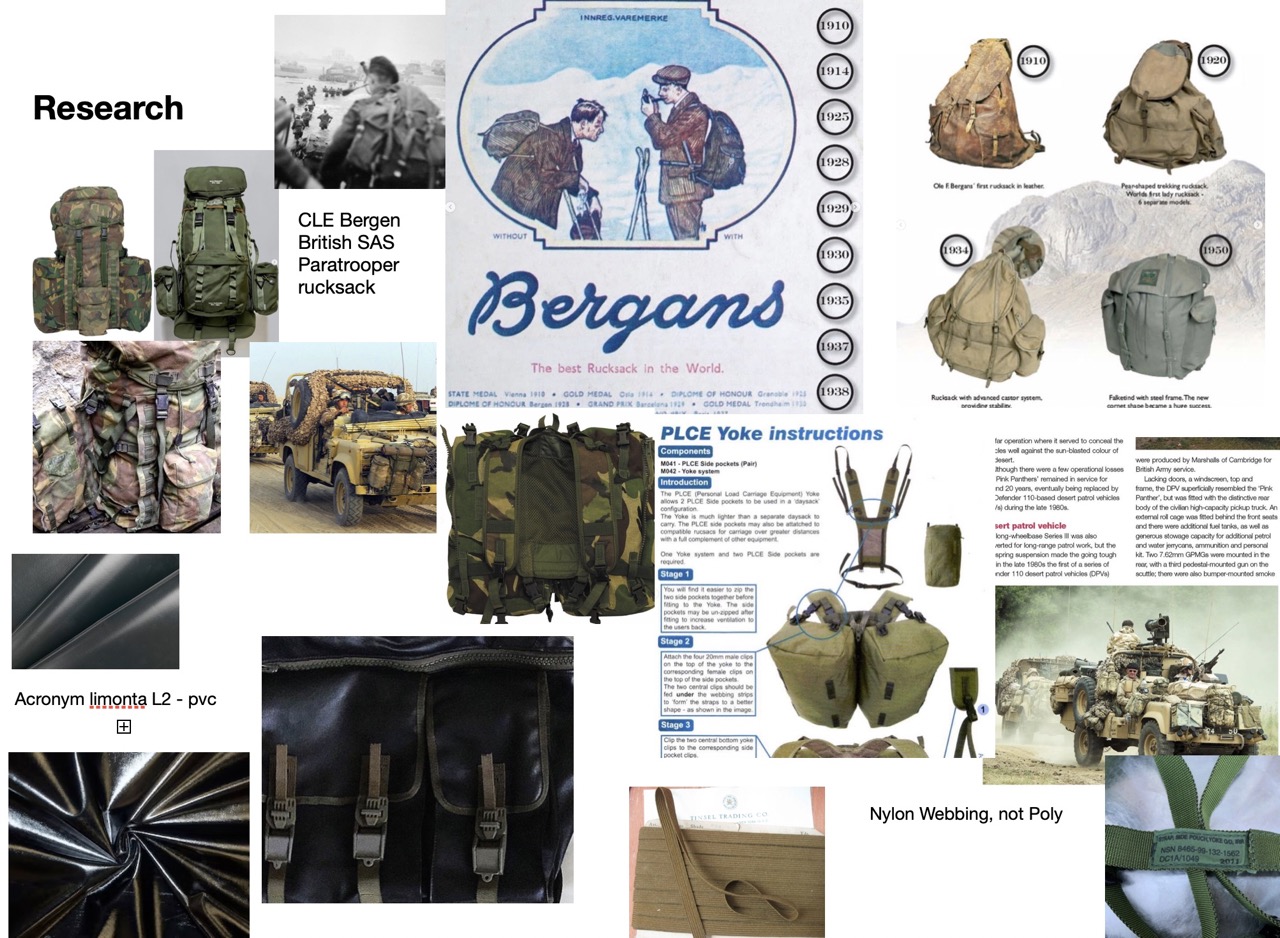 Research
CLE Bergen
British SAS
Paratrooper
rucksack
INNREG.VAREMERKE
WITHOUT
WITH
Bergans
The best Rucksack in the World.
STATE MEDAL Vienna 1910 • GOLD MEDAL Oslo 1914 • DIPLOME OF HONOUR Grenoble 1925
DIPLOME OF HONOUR Bergen 1928 • GRAND PRIX Barcelona 1929 • GOLD MEDAL Trondheim 1930
1910
1914
1925
1928
1929
1930
1935
1937
1938
1910
Ole F. Bergans' first rucksack in leather.
1920
Pear-shaped trekking rucksack.
Worlds first lady rucksack -
6 separate models.
1934
Rucksack with advanced castor system,
providing stability.
1950
Falketind with steel frame. The new
comet shape became a huge success.
PLCE Yoke instructions
Components
M041 - PLCE Side pockets (Pair)
M042 - Yoke system
Introduction
The PLCE (Personal Load Carriage Equipment) Yoke
allows 2 PLCE Side pockets to be used in a 'daysack'
configuration.
The Yoke is much lighter than a separate daysack to
carry. The PLCE side pockets may also be attatched to
compatible rucsacs for carriage over greater distances
with a full complement of other equipment.
One Yoke system and two PLCE Side pockets are
required.
Stage 1
You will find it easier to zip the
two side pockets together before
fitting to the Yoke. The side
pockets may be un-zipped after
fitting to increase ventilation to
the users back.
Stage 2
Attach the four 20mm male clips
on the top of the yoke to the
corresponding female clips on
the top of the side pockets.
The two central clips should be
fed under the webbing strips
to 'form' the straps to a better
shape - as shown in the image.
Stage 3
Clip the two central bottom yoke
clips to the corresponding side
pocket clips.
1
far operation where it served to conceal the
cles well against the sun-blasted colour of
desert.
lthough there were a few operational losses
'Pink Panthers' remained in service for
nd 20 years, eventually being replaced by
Defender 110-based desert patrol vehicles
/s) during the late 1980s.
sert patrol vehicle
long-wheelbase Series III was also
verted for long-range patrol work, but the
spring suspension made the going tough
in the late 1980s the first of a series of
nder 110 desert patrol vehicles (DPVs)
were produced by Marshalls of Cambridge for
British Army service.
Lacking doors, a windscreen, top and
frame, the DPV superficially resembled the 'Pink
Panther', but was fitted with the distinctive rear
body of the civilian high-capacity pickup truck. An
external roll cage was fitted behind the front seats
and there were additional fuel tanks, as well as
generous stowage capacity for additional petrol
and water jerrycans, ammunition and personal
kit. Two 7.62mm GPMGs were mounted in the
rear, with a third pedestal-mounted gun on the
scuttle; there were also bumper-mounted smoke
Acronym limonta L2 - pvc
TINSEL TRADING CO
Nylon Webbing, not Poly
NSN 8465-99-132-1562
DC1A/1049 2011